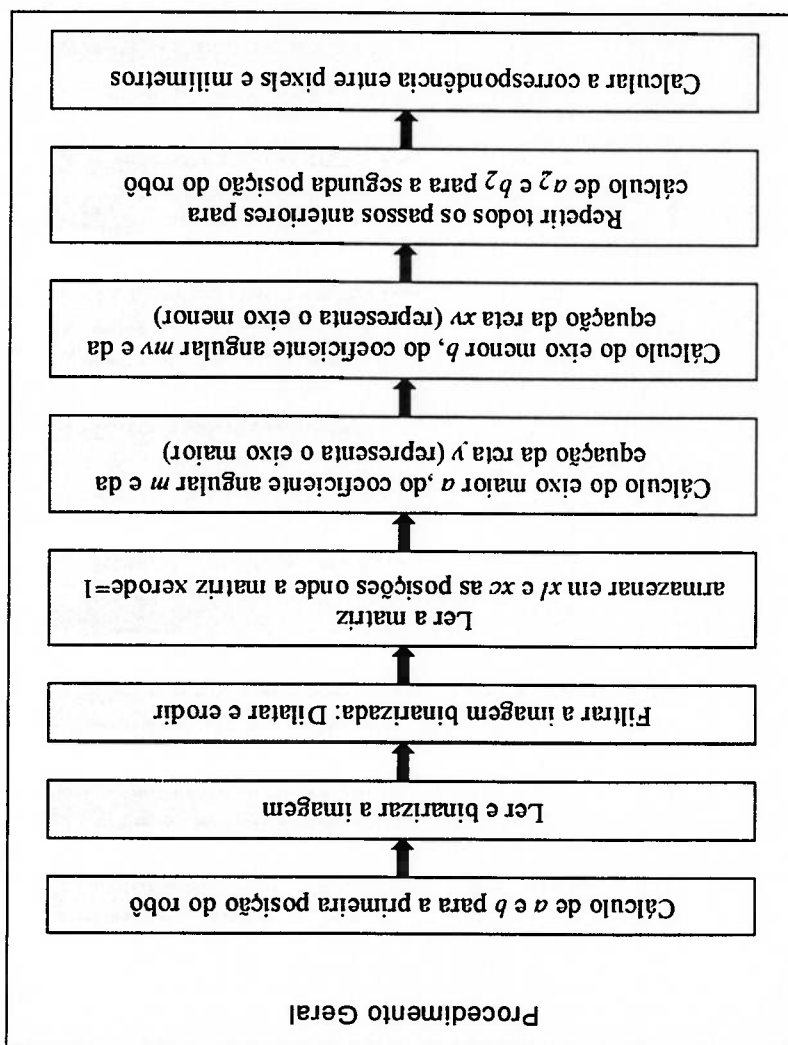 Procedimento Geral
Cálculo de a e b para a primeira posição do robô
Ler e binarizar a imagem
Filtrar a imagem binarizada: Dilatar e erodir
Ler a matriz
armazenar em xl e xc as posições onde a matriz xerode=1
Cálculo do eixo maior a ,do coeficiente angular m e da
equação da reta y (representa o eixo maior)
Cálculo do eixo menor b, do coeficiente angular mv e da
equação da reta xv (representa o eixo menor)
Repetir todos os passos anteriores para
cálculo de a2 e b2 para a segunda posição do robô
Calcular a correspondência entre pixels e milímetros